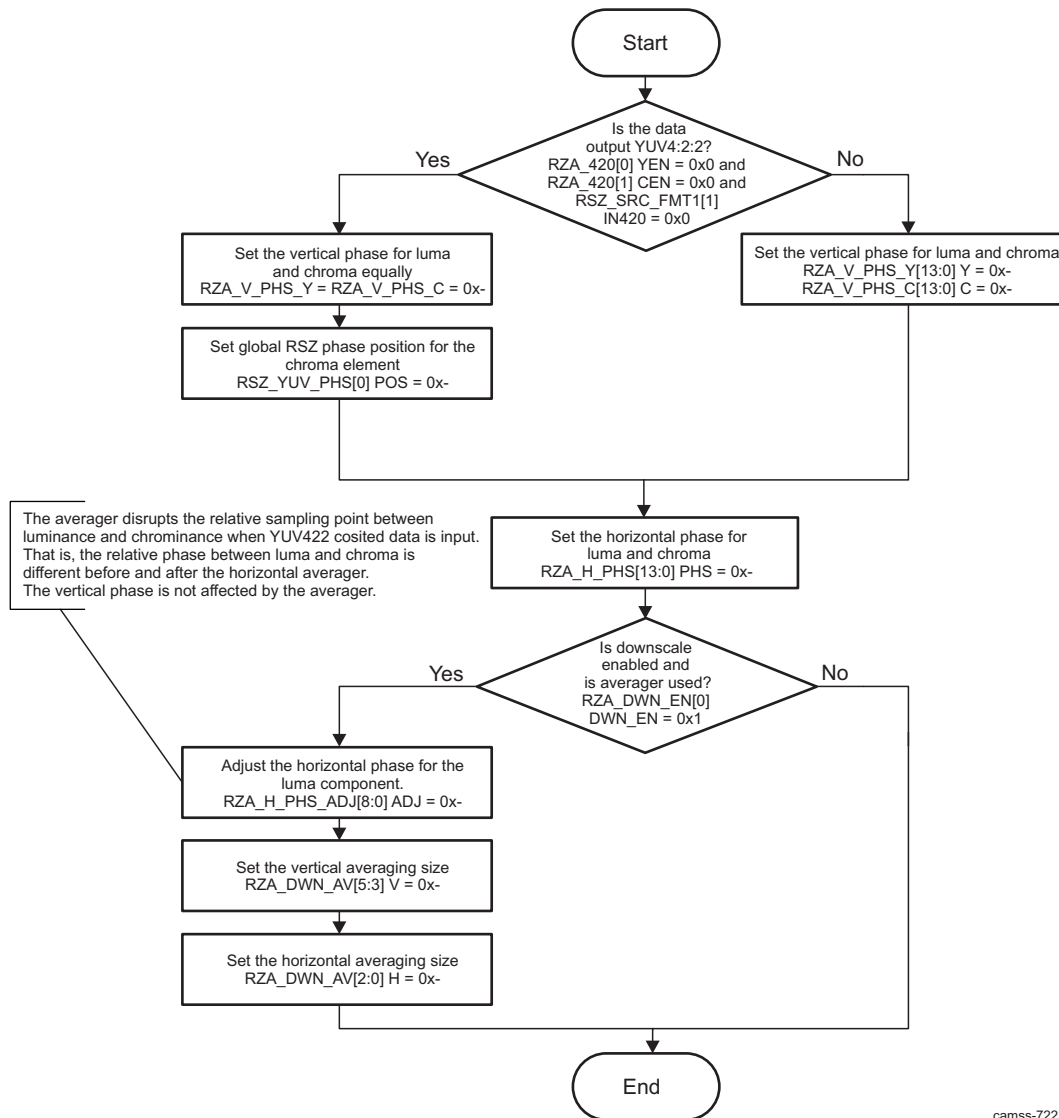 Start
Is the data
output YUV4:2:2?
RZA_420[0] YEN = 0x0 and
RZA_420[1] CEN = 0x0 and
RSZ_SRC_FMT1[1]
IN420 = 0x0
Yes
No
Set the vertical phase for luma
and chroma equally
RZA_V_PHS_Y = RZA_V_PHS_C = 0x-
Set the vertical phase for luma and chroma
RZA_V_PHS_Y[13:0] Y = 0x-
RZA_V_PHS_C[13:0] C = 0x-
Set global RSZ phase position for the
chroma element
RSZ_YUV_PHS[0] POS = 0x-
The averager disrupts the relative sampling point between
luminance and chrominance when YUV422 cosited data is input.
That is, the relative phase between luma and chroma is
different before and after the horizontal averager.
The vertical phase is not affected by the averager.
Set the horizontal phase for
luma and chroma
RZA_H_PHS[13:0] PHS = 0x-
Is downscale
enabled and
is averager used?
RZA_DWN_EN[0]
DWN_EN = 0x1
Yes
No
Adjust the horizontal phase for the
luma component.
RZA_H_PHS_ADJ[8:0] ADJ = 0x-
Set the vertical averaging size
RZA_DWN_AV[5:3] V = 0x-
Set the horizontal averaging size
RZA_DWN_AV[2:0] H = 0x-
End
camss-722